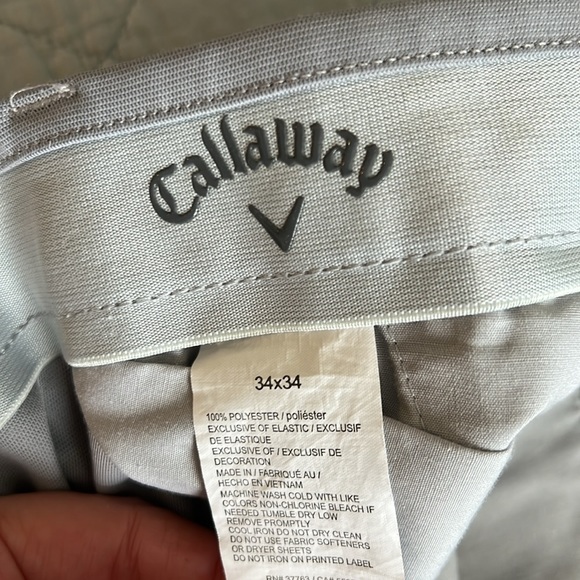 Callaway
34x34
100% POLYESTER / poliéster
EXCLUSIVE OF ELASTIC / EXCLUSIF
DE ELASTIQUE
EXCLUSIVE OF / EXCLUSIF DE
DECORATION
MADE IN / FABRIQUÉ AU /
HECHO EN VIETNAM
MACHINE WASH COLD WITH LIKE
COLORS NON-CHLORINE BLEACH IF
NEEDED TUMBLE DRY LOW
REMOVE PROMPTLY
COOL IRON DO NOT DRY CLEAN
DO NOT USE FABRIC SOFTENERS
OR DRYER SHEETS
DO NOT IRON ON PRINTED LABEL
RN# 37763 / CA#